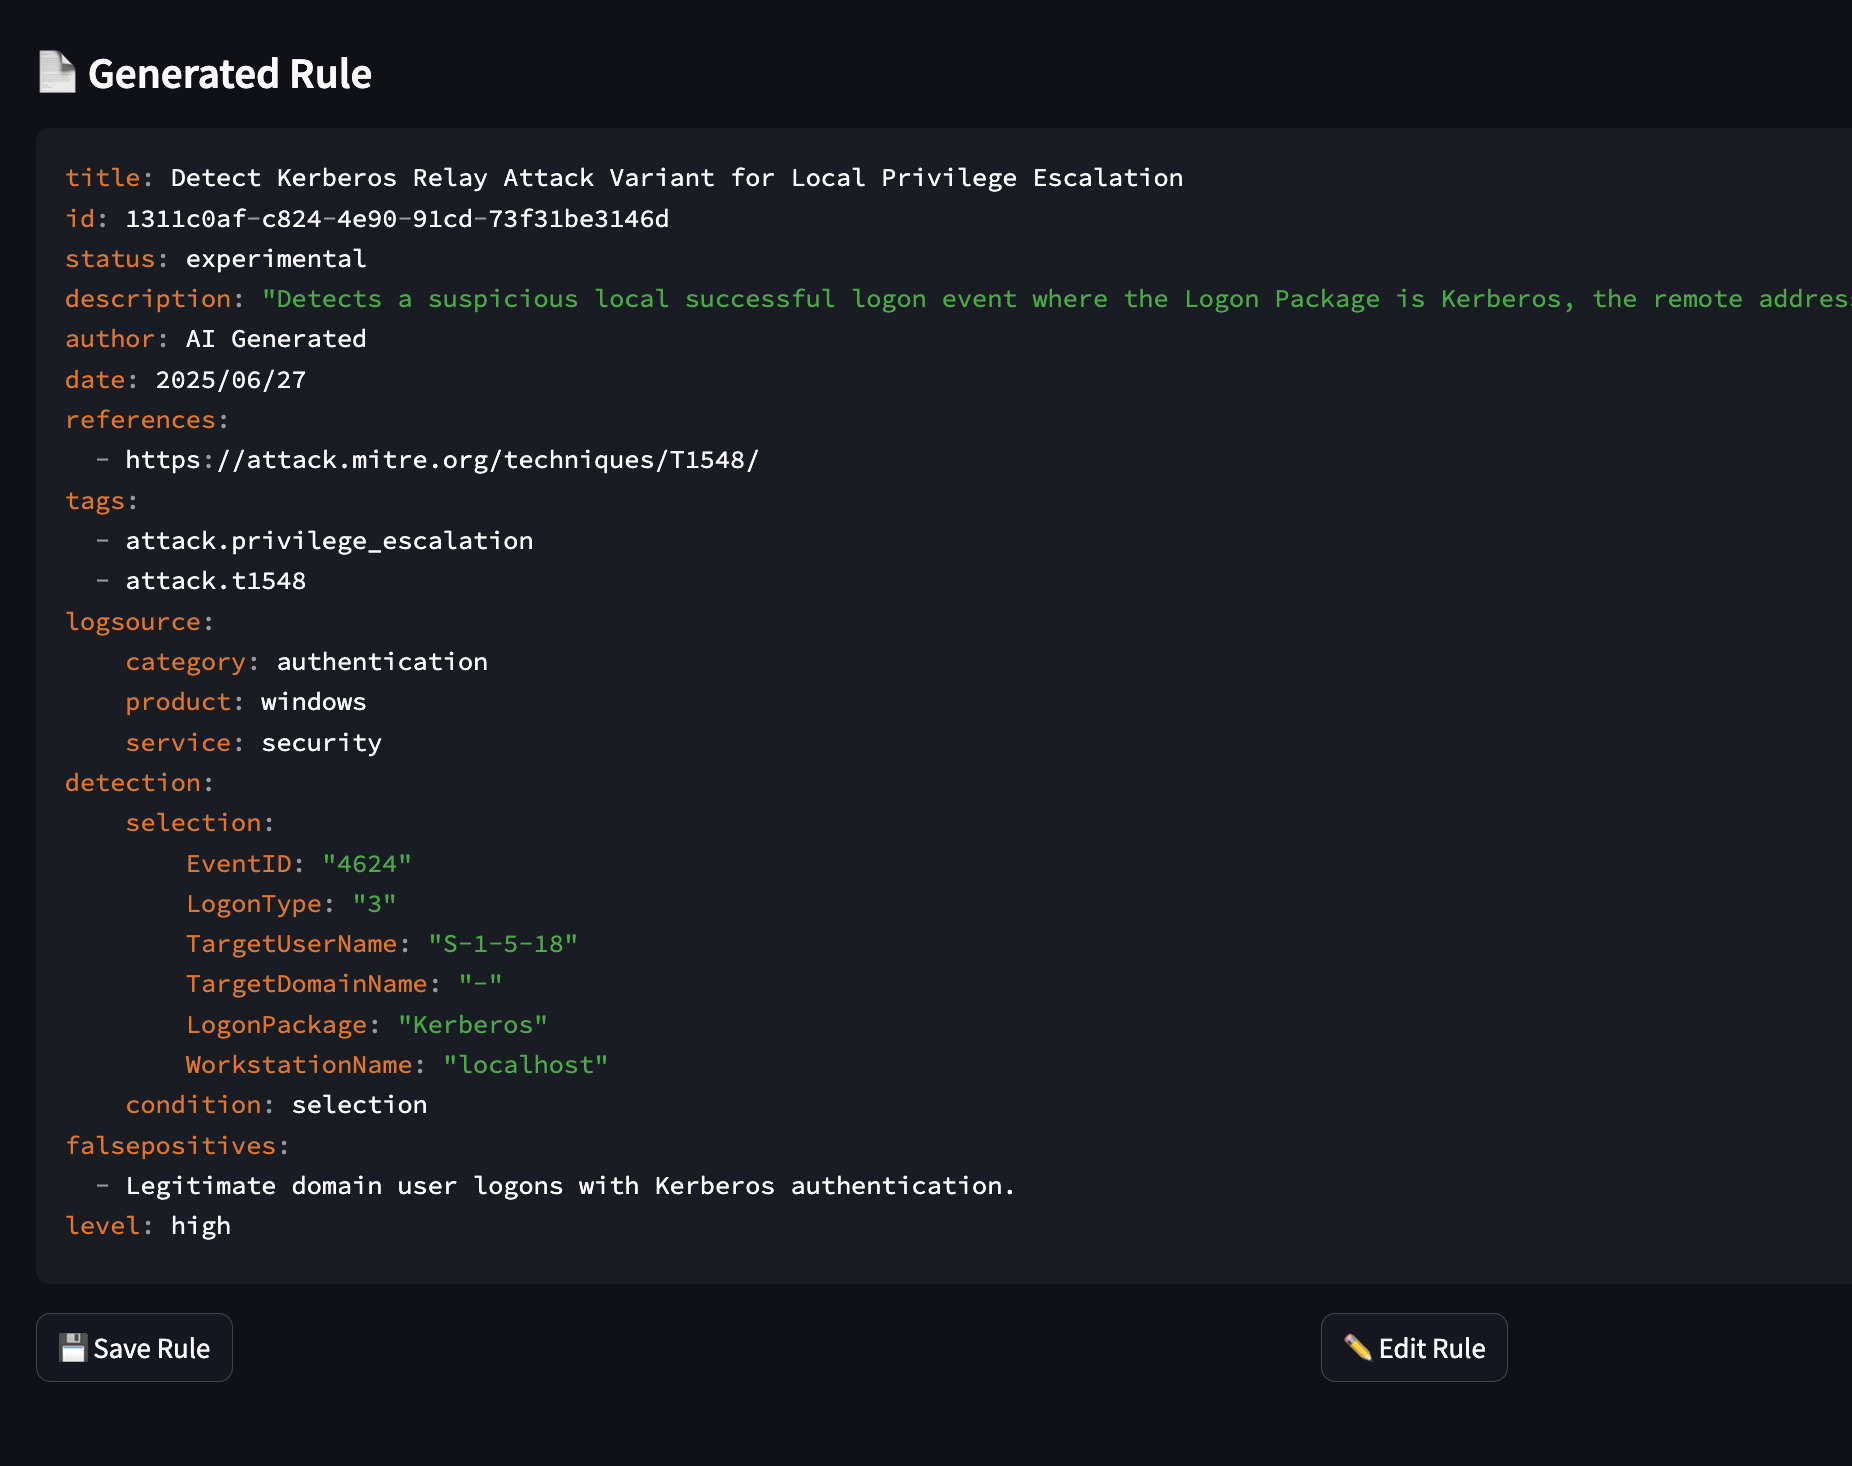 Generated Rule
title: Detect Kerberos Relay Attack Variant for Local Privilege Escalation
id: 1311c0af-c824-4e90-91cd-73f31be3146d
status: experimental
description: "Detects a suspicious local successful logon event where the Logon Package is Kerberos, the remote addres
author: AI Generated
date: 2025/06/27
references:
  - https://attack.mitre.org/techniques/T1548/
tags:
  - attack.privilege_escalation
  - attack.t1548
logsource:
    category: authentication
    product: windows
    service: security
detection:
    selection:
        EventID: "4624"
        LogonType: "3"
        TargetUserName: "S-1-5-18"
        TargetDomainName: "-"
        LogonPackage: "Kerberos"
        WorkstationName: "localhost"
    condition: selection
falsepositives:
  - Legitimate domain user logons with Kerberos authentication.
level: high
Save Rule
Edit Rule